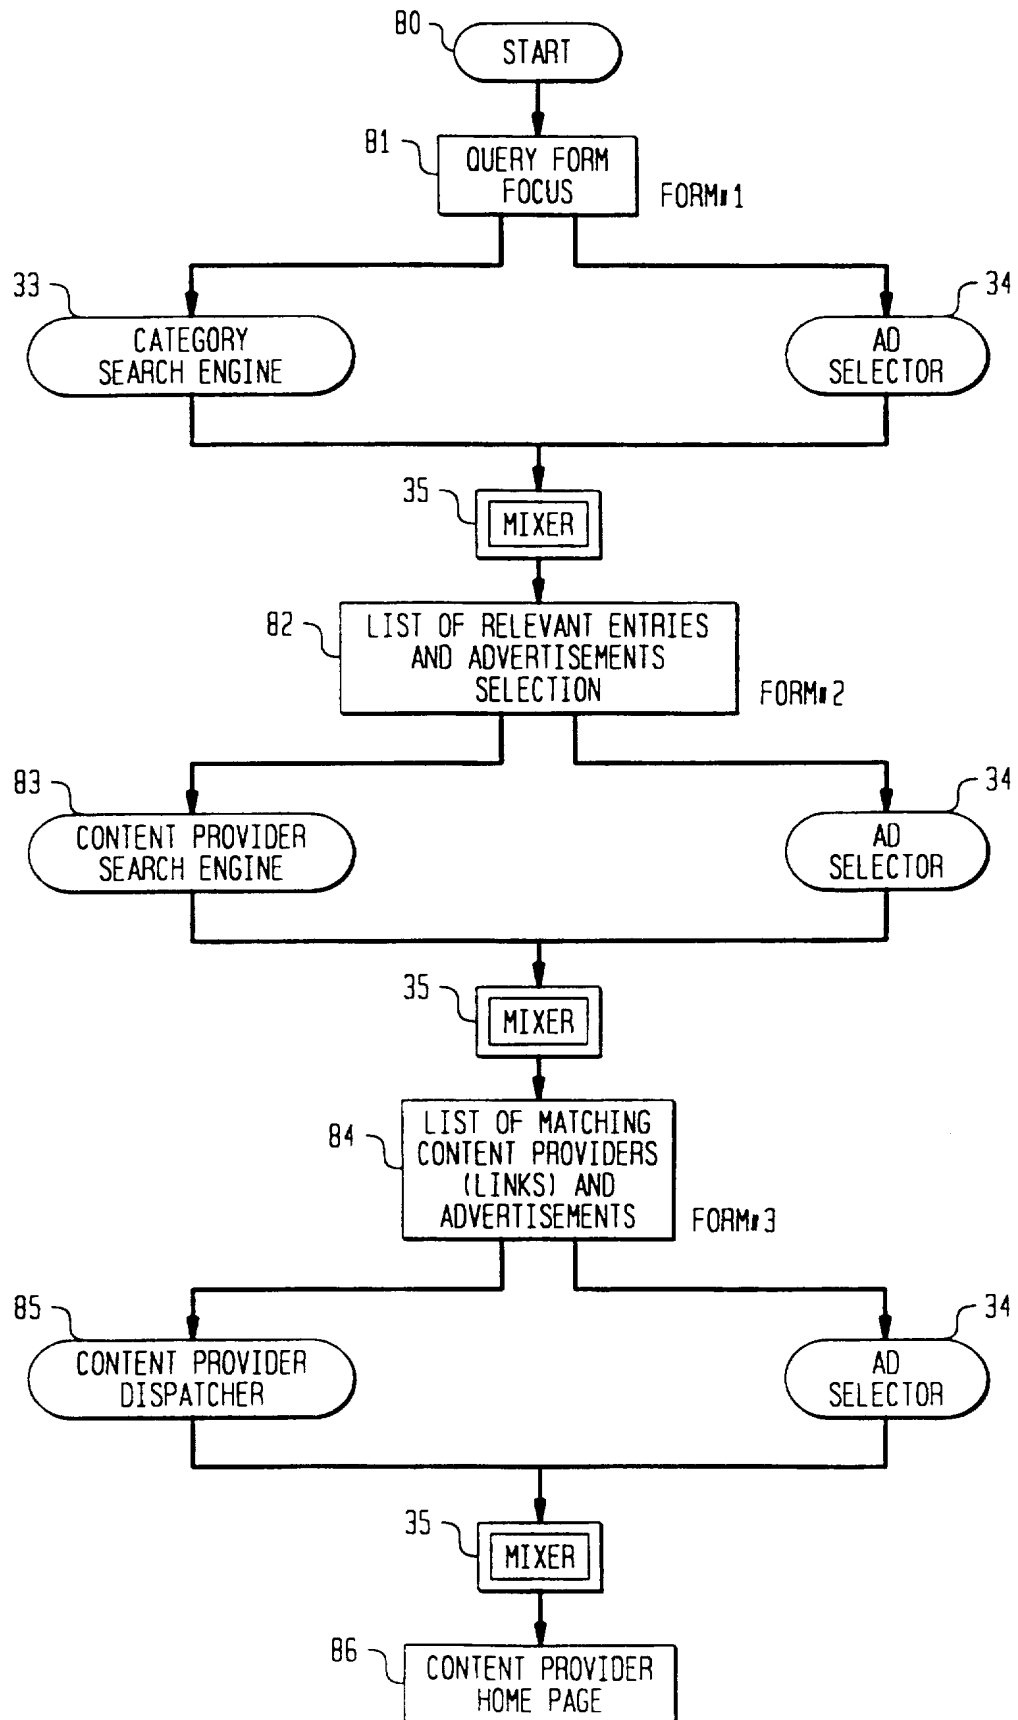 80
START
81
QUERY FORM
FOCUS
FORM#1
33
CATEGORY
SEARCH ENGINE
34
AD
SELECTOR
35
MIXER
82
LIST OF RELEVANT ENTRIES
AND ADVERTISEMENTS
SELECTION
FORM#2
83
CONTENT PROVIDER
SEARCH ENGINE
34
AD
SELECTOR
35
MIXER
84
LIST OF MATCHING
CONTENT PROVIDERS
(LINKS) AND
ADVERTISEMENTS
FORM#3
85
CONTENT PROVIDER
DISPATCHER
34
AD
SELECTOR
35
MIXER
86
CONTENT PROVIDER
HOME PAGE